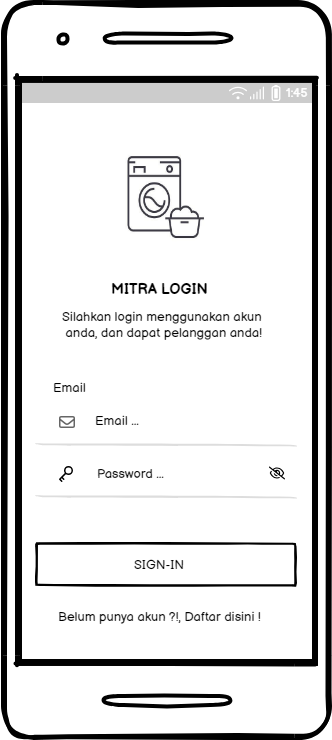 1:45
MITRA LOGIN
Silahkan login menggunakan akun
anda, dan dapat pelanggan anda!
Email
Email ...
Password ...
SIGN-IN
Belum punya akun ?!, Daftar disini !